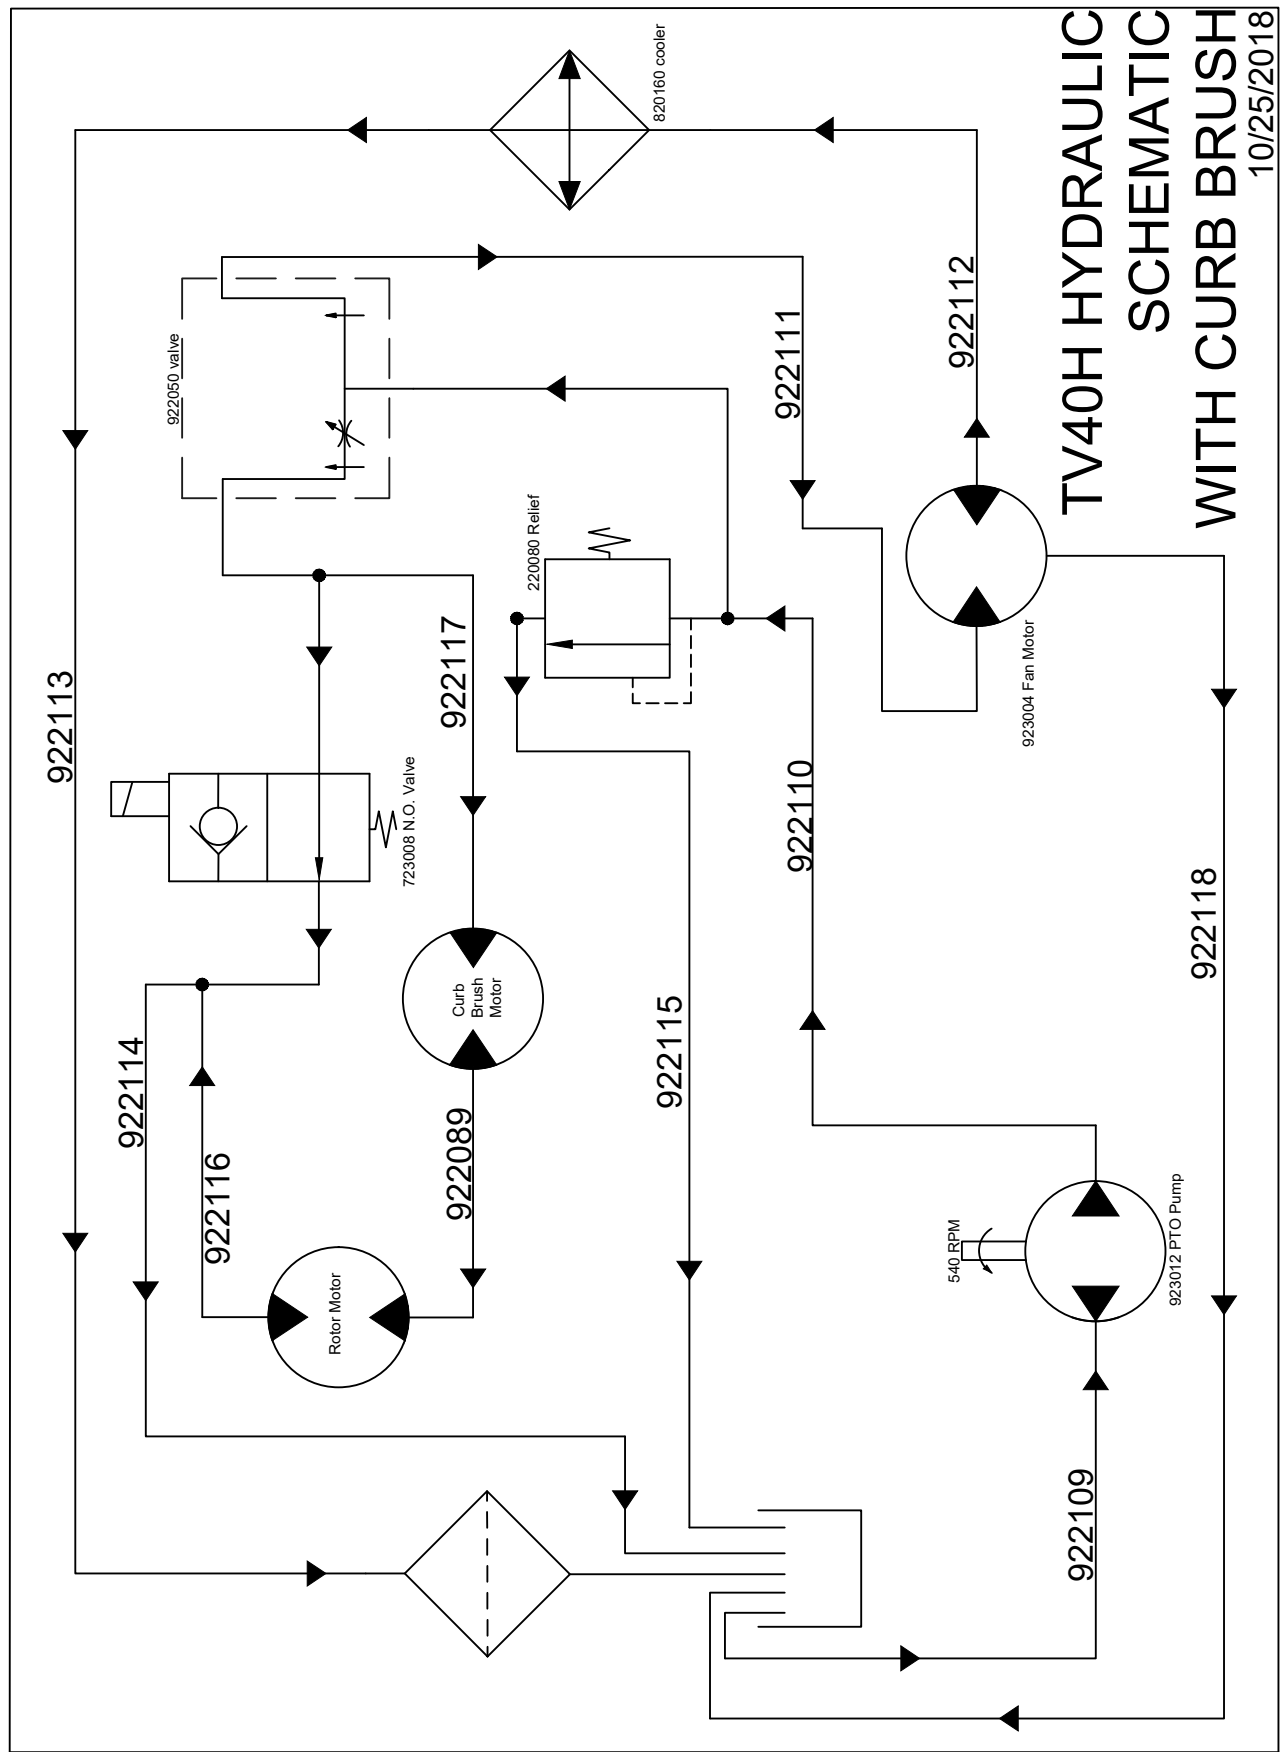 TV40H HYDRAULIC
SCHEMATIC
WITH CURB BRUSH
10/25/2018
820160 cooler
922050 valve
922113
922111
922112
220080 Relief
922117
723008 N.O. Valve
922110
923004 Fan Motor
922118
Curb
Brush
Motor
922114
922116
922089
922115
Rotor Motor
540 RPM
923012 PTO Pump
922109